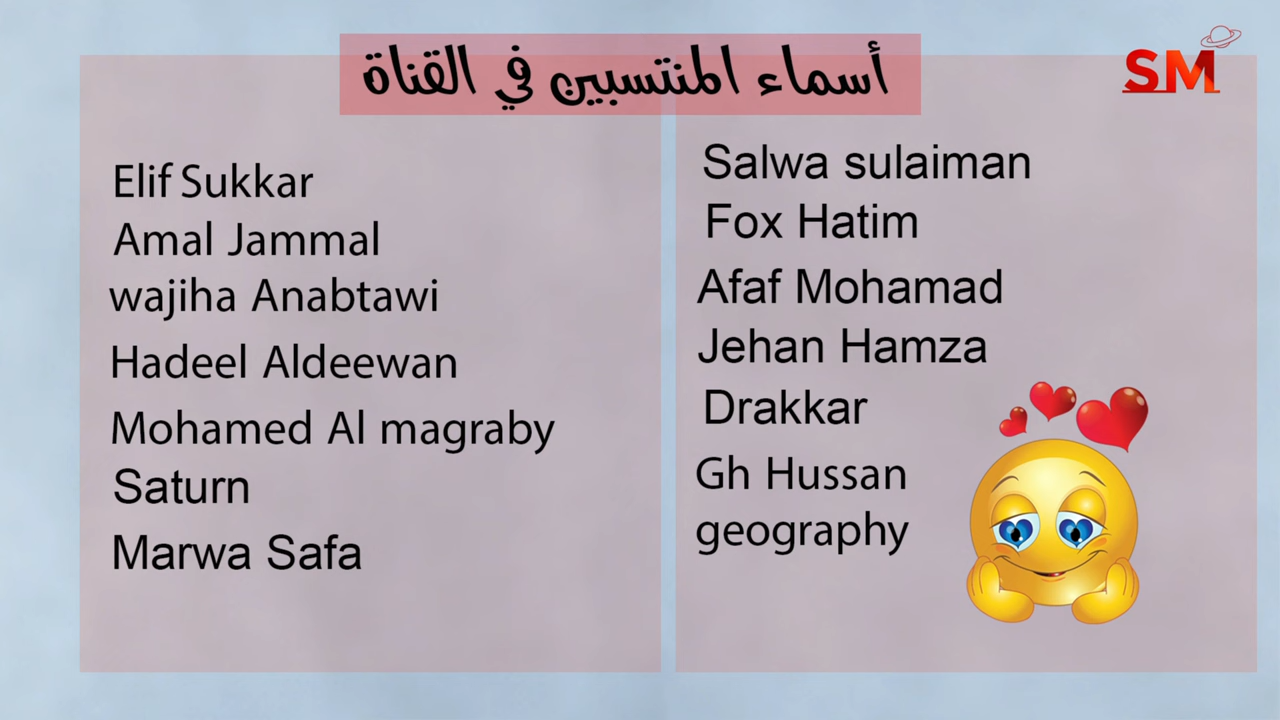 أسماء المنتسبين في القناة
SM
Elif Sukkar
Amal Jammal
wajiha Anabtawi
Hadeel Aldeewan
Mohamed Al magraby
Saturn
Marwa Safa
Salwa sulaiman
Fox Hatim
Afaf Mohamad
Jehan Hamza
Drakkar
Gh Hussan
geography